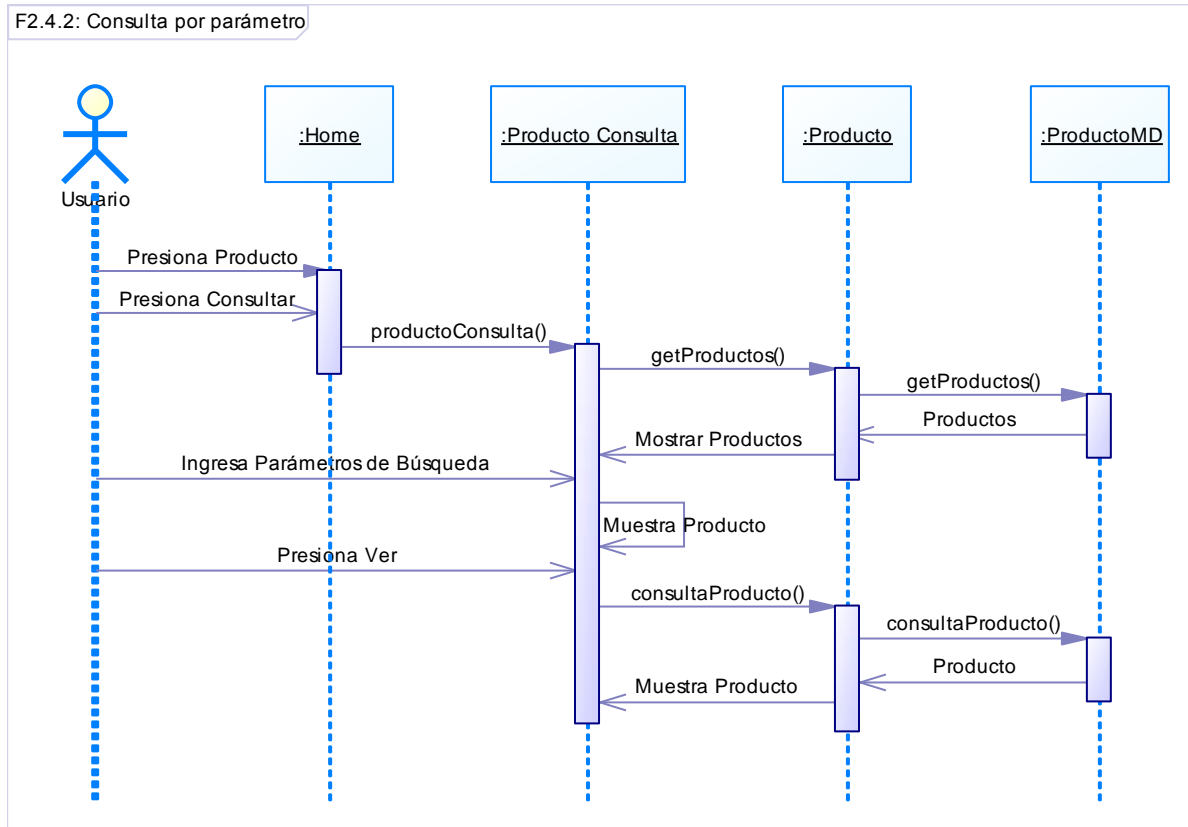 F2.4.2: Consulta por parámetro
:Home
:Producto Consulta
:Producto
:ProductoMD
Usuario
Presiona Producto
Presiona Consultar
productoConsulta()
getProductos()
getProductos()
Productos
Mostrar Productos
Ingresa Parámetros de Búsqueda
Muestra Producto
Presiona Ver
consultaProducto()
consultaProducto()
Producto
Muestra Producto